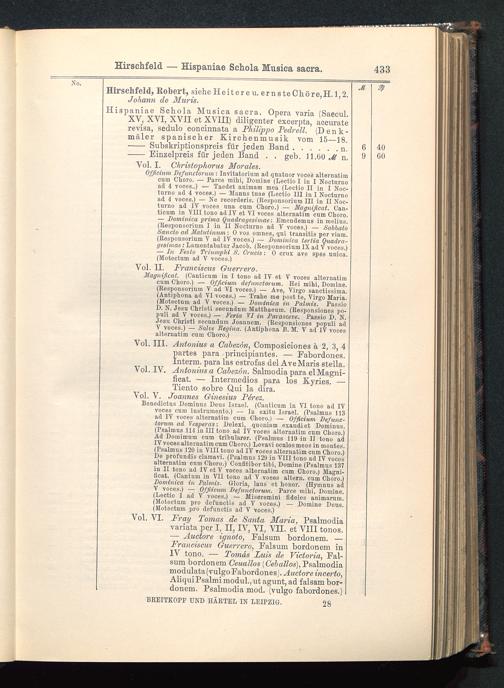 Hirschfeld — Hispaniae Schola Musica sacra. 433
No. ℳ ₰
Hirschfeld, Robert, siehe Heitere u. ernste Chöre, H. 1, 2.
Johann de Muris.
Hispaniae Schola Musica sacra. Opera varia (Saecul.
XV, XVI, XVII et XVIII) diligenter excerpta, accurate
revisa, sedulo concinnata a Philippo Pedrell. (Denk-
mäler spanischer Kirchenmusik vom 15—18.
—— Subskriptionspreis für jeden Band . . . . . . n. 6 40
—— Einzelpreis für jeden Band . . geb. 11.60 ℳ n. 9 60
Vol. I. Christophorus Morales.
Officium Defunctorum: Invitatorium ad quatuor voces alternatim
cum Choro. — Parce mihi, Domine (Lectio I in I Nocturno
ad 4 voces.) — Taedet animam mea (Lectio II in I Noc-
turno ad 4 voces.) — Manus tuae (Lectio III in I Nocturno
ad 4 voces.) — Ne recorderis. (Responsorium III in II Noc-
turno ad IV voces una cum Choro.) — Magnificat. Can-
ticum in VIII tono ad IV et VI voces alternatim cum Choro.
— Dominica prima Quadragesimae: Emendemus in melius.
(Responsorium I in II Nocturno ad V voces.) — Sabbato
Sancto ad Matutinum: O vos omnes, qui transitis per viam.
(Responsorium V ad IV voces.) — Dominica tertia Quadra-
gesimae: Lamentabatur Jacob. (Responsorium IX ad V voces.)
— In Festo Triumphi S. Crucis: O crux ave spes unica.
(Motectum ad V voces.)
Vol. II. Franciscus Guerrero.
Magnificat. (Canticum in I tono ad IV et V voces alternatim
cum Choro.) — Officium defunctorum. Hei mihi, Domine.
(Responsorium V ad VI voces.) — Ave, Virgo sanctissima.
(Antiphona ad VI voces.) — Trahe me post te, Virgo Maria.
(Motectum ad V voces.) — Dominica in Palmis. Passio
D. N. Jesu Christi secundum Matthaeum. (Responsiones po-
puli ad V voces.) — Feria VI in Parasceve. Passio D. N.
Jesu Christi secundum Joannem. (Responsiones populi ad
V voces.) — Salve Regina. (Antiphona B. M. V ad IV voces
alternatim cum Choro.)
Vol. III. Antonius a Cabezón, Composiciones à 2, 3, 4
partes para principiantes. — Fabordones.
Interm. para las estrofas del Ave Maris stella.
Vol. IV. Antonius a Cabezón. Salmodia para el Magni-
ficat. — Intermedios para los Kyries. —
Tiento sobre Qui la dira.
Vol. V. Joannes Ginesius Pérez.
Benedictus Dominus Deus Israel. (Canticum in VI tono ad IV
voces cum instrumento.) — In exitu Israel. (Psalmus 113
ad IV voces alternatim cum Choro.) — Officium Defunc-
torum ad Vesperas: Delexi, quoniam exaudiet Dominus.
(Psalmus 114 in III tono ad IV voces alternatim cum Choro.)
Ad Dominum cum tribularer. (Psalmus 119 in II tono ad
IV voces alternatim cum Choro.) Levavi oculos meos in montes.
(Psalmus 120 in VIII tono ad IV voces alternatim cum Choro.)
De profundis clamavi. (Psalmus 129 in VIII tono ad IV voces
alternatim cum Choro.) Confitibor tibi, Domine (Psalmus 137
in II tono ad IV et V voces alternatim cum Choro.) Magni-
ficat. (Cantum in VII tono ad V voces altern. cum Choro.)
Dominica in Palmis. Gloria, laus et honor. (Hymnus ad
V voces.) — Officium Defunctorum. Parce mihi, Domine.
(Lectio I ad V voces.) — Miseremini fideles animarum.
(Motectum pro defunctis ad V voces.) — Domine Deus.
(Motectum pro defunctis ad V voces.)
Vol. VI. Fray Tomas de Santa Maria, Psalmodia
variata per I, II, IV, VI, VII. et VIII tonos.
— Auctore ignoto, Falsum bordonem. —
Franciscus Guerrero, Falsum bordonem in
IV tono. — Tomás Luis de Victoria, Fal-
sum bordonem Ceuallos (Ceballos), Psalmodia
modulata (vulgo Fabordones). Auctore incerto,
Aliqui Psalmi modul., ut agunt, ad falsam bor-
donem. Psalmodia mod. (vulgo fabordones.)
BREITKOPF UND HÄRTEL IN LEIPZIG. 28